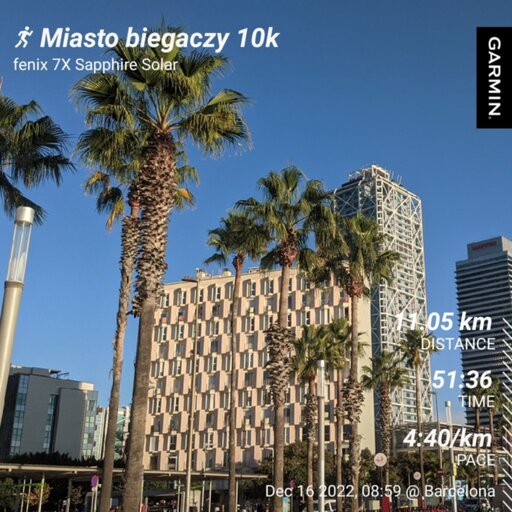 Miasto biegaczy 10k
fenix 7X Sapphire Solar
GARMIN
11.05 km
DISTANCE
51:36
TIME
4:40/km
PACE
Dec 16 2022, 08:59 @ Barcelona